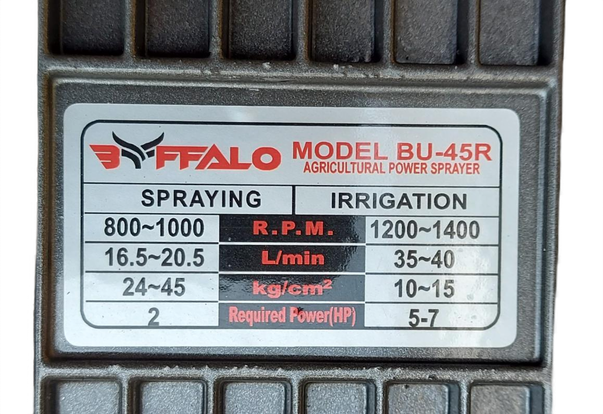 BUFFALO MODEL BU-45R
AGRICULTURAL POWER SPRAYER
SPRAYING IRRIGATION
800~1000 R.P.M. 1200~1400
16.5~20.5 L/min 35~40
24~45 kg/cm² 10~15
2 Required Power(HP) 5-7